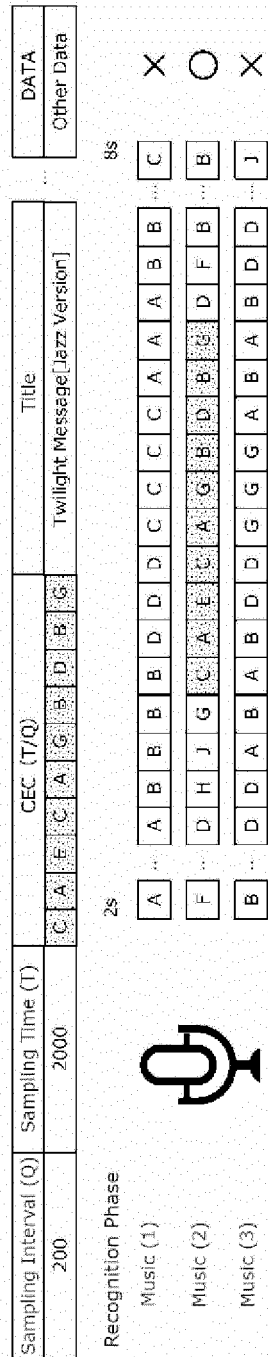 Sampling Interval (Q) Sampling Time (T) CEC (T/Q) Title DATA
200 2000 C A E C A G B D B G Twilight Message[Jazz Version] ... Other Data
Recognition Phase 2s 8s
Music (1) A ... A B B B B D D D C C C C A A A B B ... C ×
Music (2) F ... D H J G C A E C A G B D B G D F B ... B ○
Music (3) B ... D D A B A B D D G G G A B A B D D ... J ×